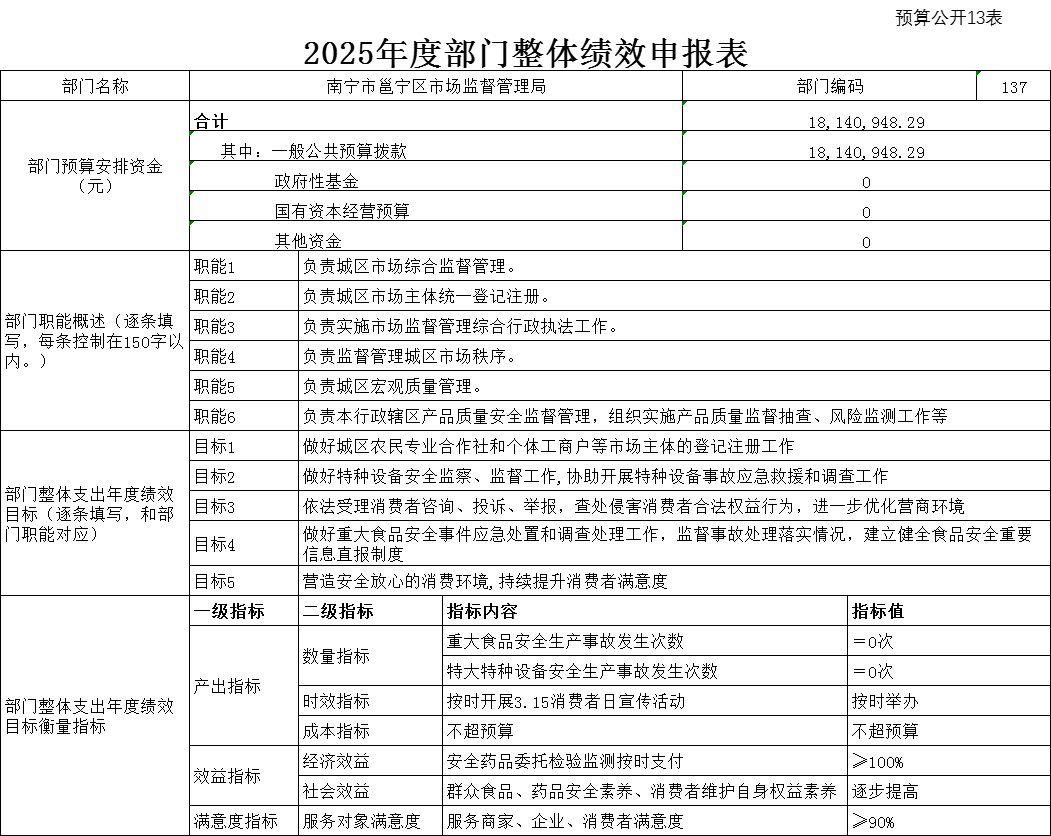 预算公开13表
2025年度部门整体绩效申报表
部门名称 南宁市邕宁区市场监督管理局 部门编码 137
部门预算安排资金
（元）
合计 18,140,948.29
其中：一般公共预算拨款 18,140,948.29
政府性基金 0
国有资本经营预算 0
其他资金 0
部门职能概述（逐条填
写，每条控制在150字以
内。）
职能1 负责城区市场综合监督管理。
职能2 负责城区市场主体统一登记注册。
职能3 负责实施市场监督管理综合行政执法工作。
职能4 负责监督管理城区市场秩序。
职能5 负责城区宏观质量管理。
职能6 负责本行政辖区产品质量安全监督管理，组织实施产品质量监督抽查、风险监测工作等
部门整体支出年度绩效
目标（逐条填写，和部
门职能对应）
目标1 做好城区农民专业合作社和个体工商户等市场主体的登记注册工作
目标2 做好特种设备安全监察、监督工作,协助开展特种设备事故应急救援和调查工作
目标3 依法受理消费者咨询、投诉、举报，查处侵害消费者合法权益行为，进一步优化营商环境
目标4 做好重大食品安全事件应急处置和调查处理工作，监督事故处理落实情况，建立健全食品安全重要
信息直报制度
目标5 营造安全放心的消费环境,持续提升消费者满意度
部门整体支出年度绩效
目标衡量指标
一级指标 二级指标 指标内容 指标值
产出指标 数量指标 重大食品安全生产事故发生次数 ＝0次
特大特种设备安全生产事故发生次数 ＝0次
时效指标 按时开展3.15消费者日宣传活动 按时举办
成本指标 不超预算 不超预算
效益指标 经济效益 安全药品委托检验监测按时支付 ≥100%
社会效益 群众食品、药品安全素养、消费者维护自身权益素养 逐步提高
满意度指标 服务对象满意度 服务商家、企业、消费者满意度 ≥90%